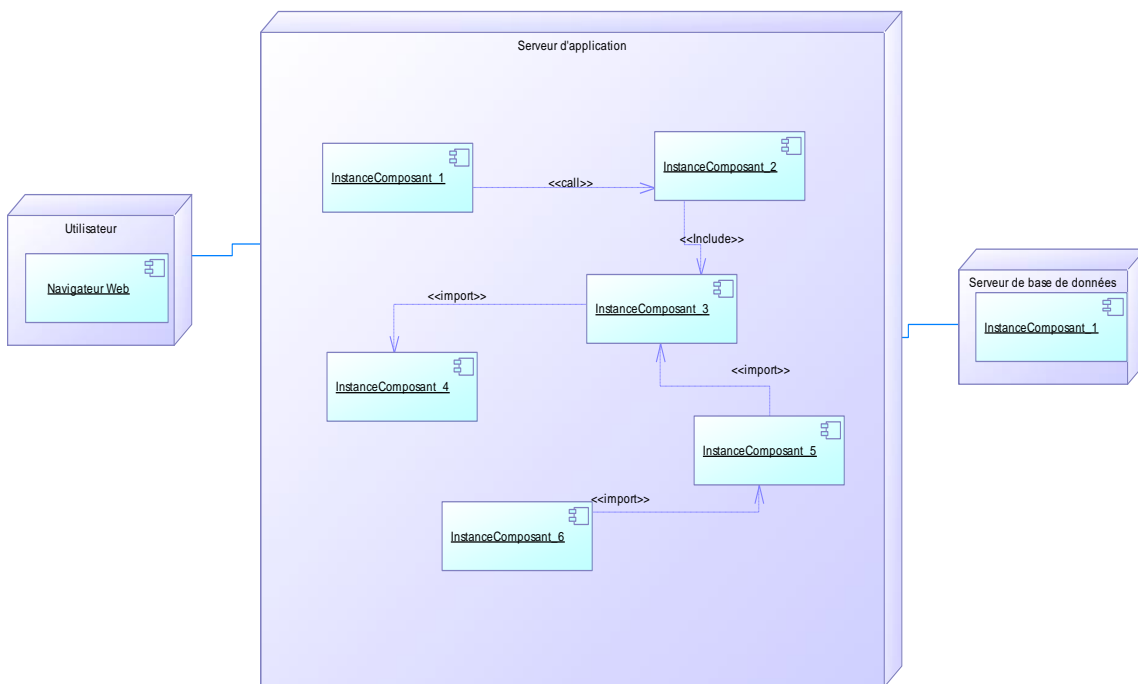 Serveur d'application
InstanceComposant_1
<<call>>
InstanceComposant_2
<<Include>>
Utilisateur
Navigateur Web
<<import>>
InstanceComposant_3
Serveur de base de données
InstanceComposant_1
InstanceComposant_4
<<import>>
InstanceComposant_5
<<import>>
InstanceComposant_6